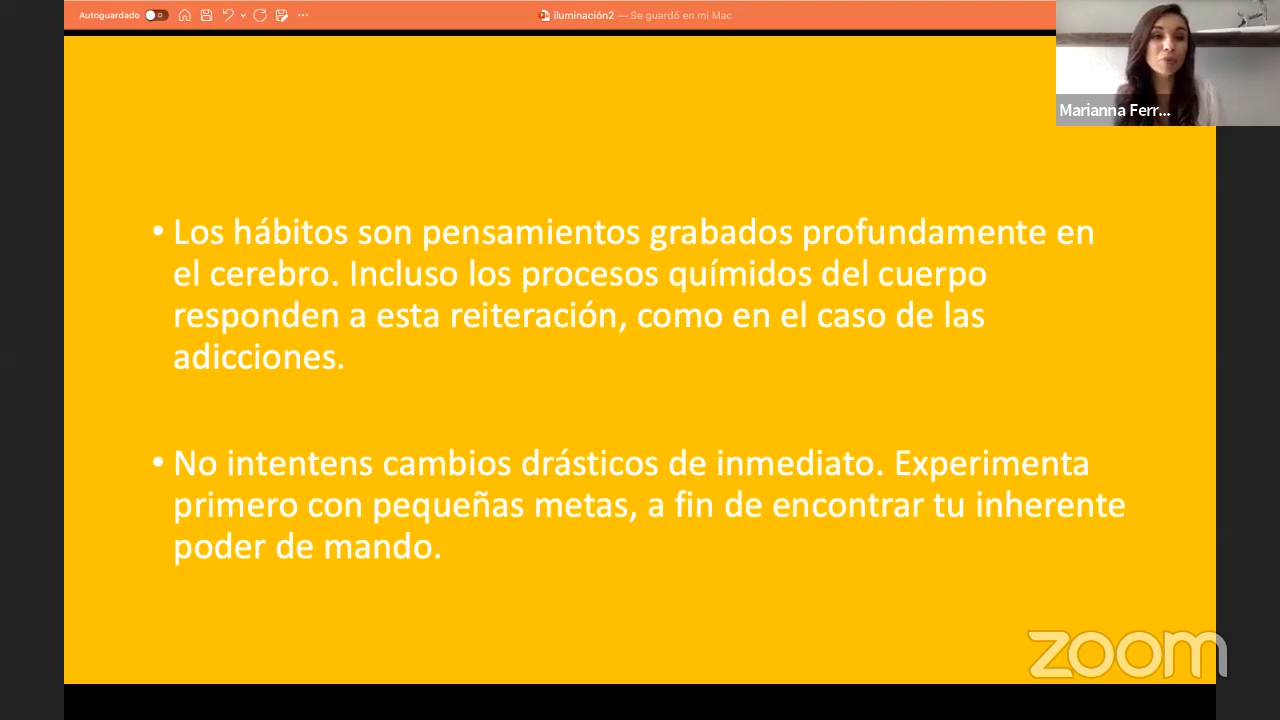 Autoguardado
iluminación2 — Se guardó en mi Mac
Marianna Ferr...
• Los hábitos son pensamientos grabados profundamente en
el cerebro. Incluso los procesos químidos del cuerpo
responden a esta reiteración, como en el caso de las
adicciones.
• No intentens cambios drásticos de inmediato. Experimenta
primero con pequeñas metas, a fin de encontrar tu inherente
poder de mando.
zoom